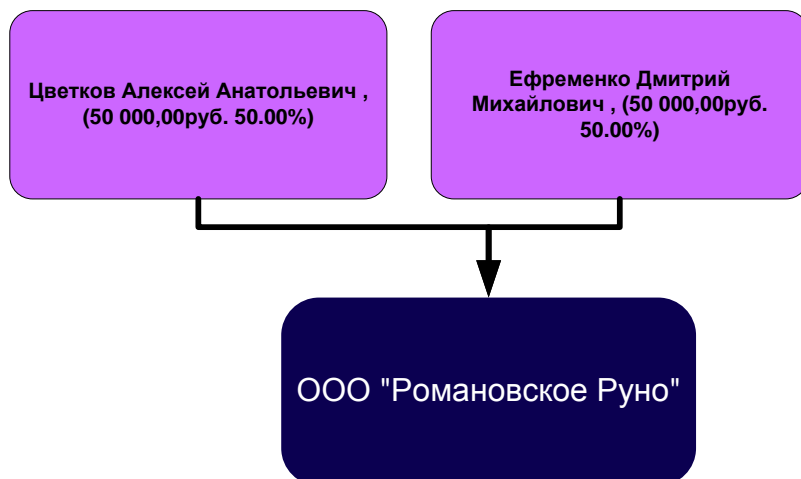 Цветков Алексей Анатольевич ,
(50 000,00руб. 50.00%)
Ефременко Дмитрий
Михайлович , (50 000,00руб.
50.00%)
ООО "Романовское Руно"